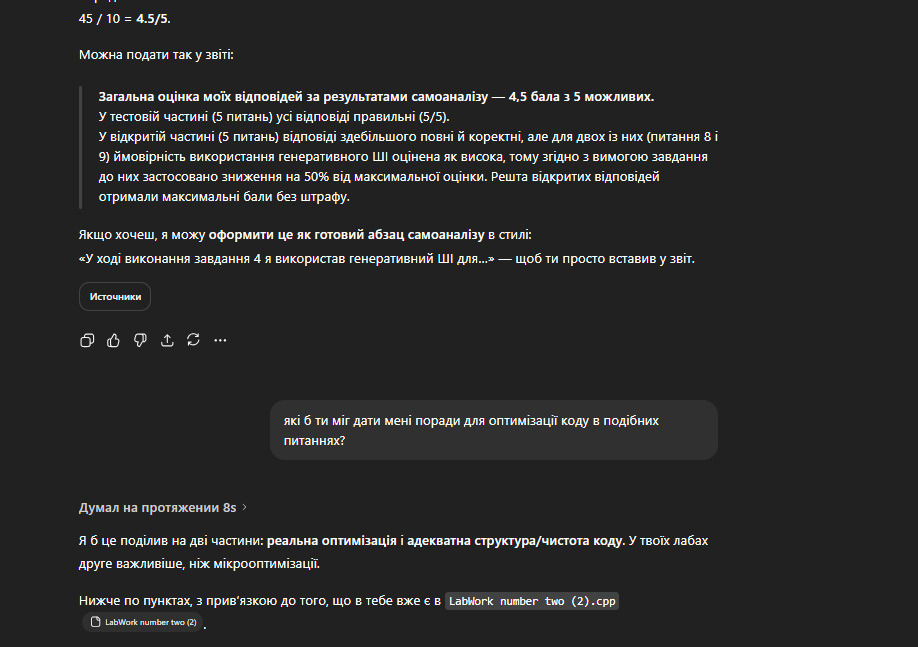 45 / 10 = 4.5/5.
Можна подати так у звіті:
Загальна оцінка моїх відповідей за результатами самоаналізу — 4,5 бала з 5 можливих.
У тестовій частині (5 питань) усі відповіді правильні (5/5).
У відкритій частині (5 питань) відповіді здебільшого повні й коректні, але для двох із них (питання 8 і
9) ймовірність використання генеративного ШІ оцінена як висока, тому згідно з вимогою завдання
до них застосовано зниження на 50% від максимальної оцінки. Решта відкритих відповідей
отримали максимальні бали без штрафу.
Якщо хочеш, я можу оформити це як готовий абзац самоаналізу в стилі:
«У ході виконання завдання 4 я використав генеративний ШІ для…» — щоб ти просто вставив у звіт.
Источники
які б ти міг дати мені поради для оптимізації коду в подібних
питаннях?
Думал на протяжении 8s
Я б це поділив на дві частини: реальна оптимізація і адекватна структура/чистота коду. У твоїх лабах
друге важливіше, ніж мікрооптимізації.
Нижче по пунктах, з прив’язкою до того, що в тебе вже є в LabWork number two (2).cpp
LabWork number two (2) .